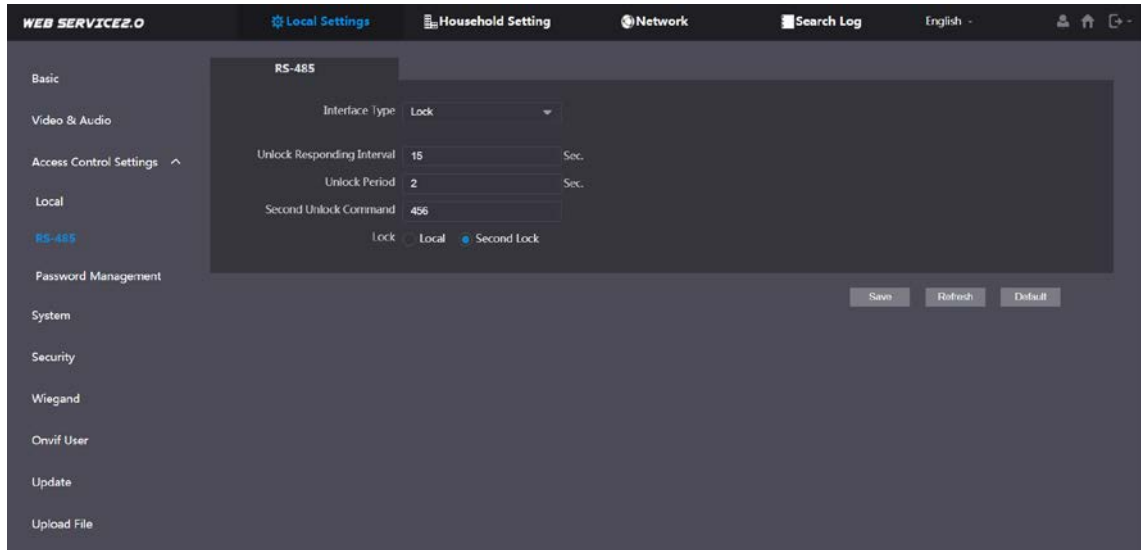 WEB SERVICE2.0 Local Settings Household Setting Network Search Log English
Basic
Video & Audio
Access Control Settings
Local
RS-485
Password Management
System
Security
Wiegand
Onvif User
Update
Upload File
RS-485
Interface Type Lock
Unlock Responding Interval 15 Sec.
Unlock Period 2 Sec.
Second Unlock Command 456
Lock Local Second Lock
Save Refresh Default